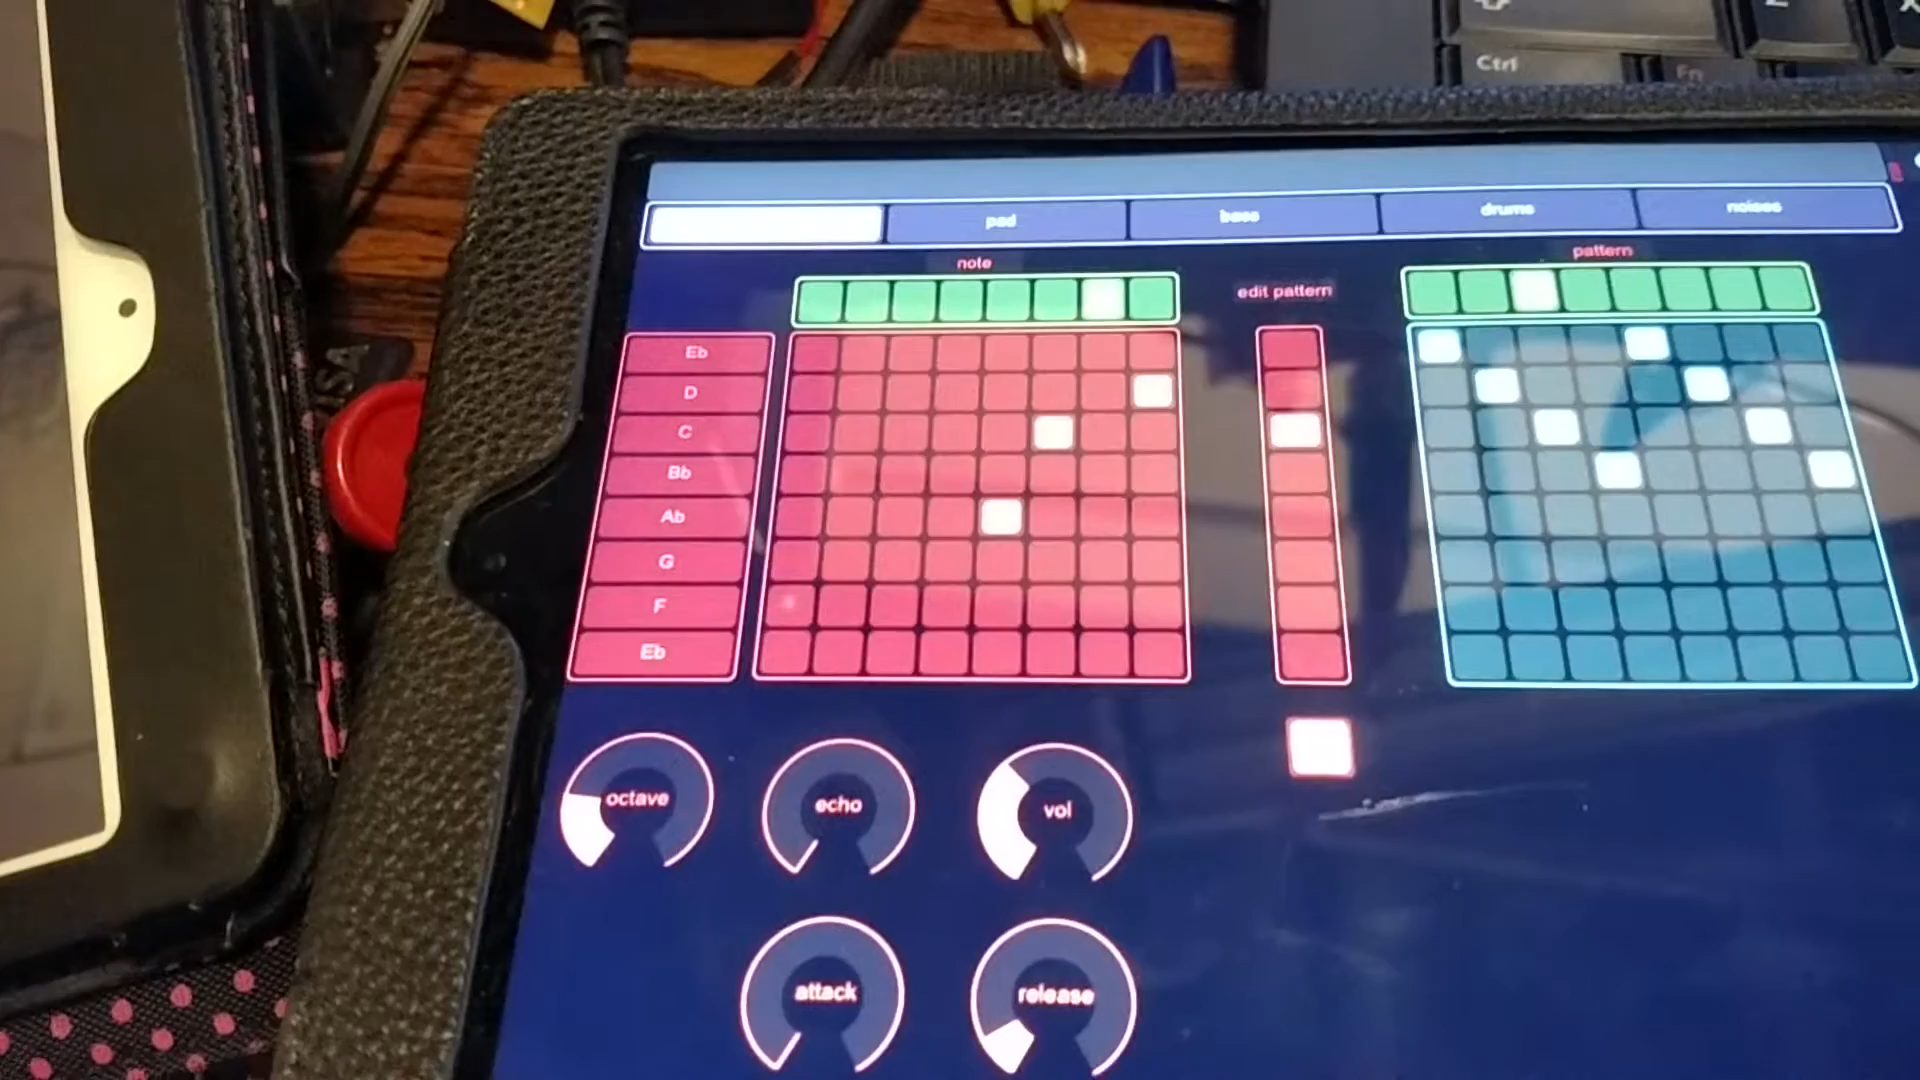 Ctrl
Fn
VISA
pad
bass
drums
noises
note
pattern
edit pattern
Eb
D
C
Bb
Ab
G
F
Eb
octave
echo
vol
attack
release